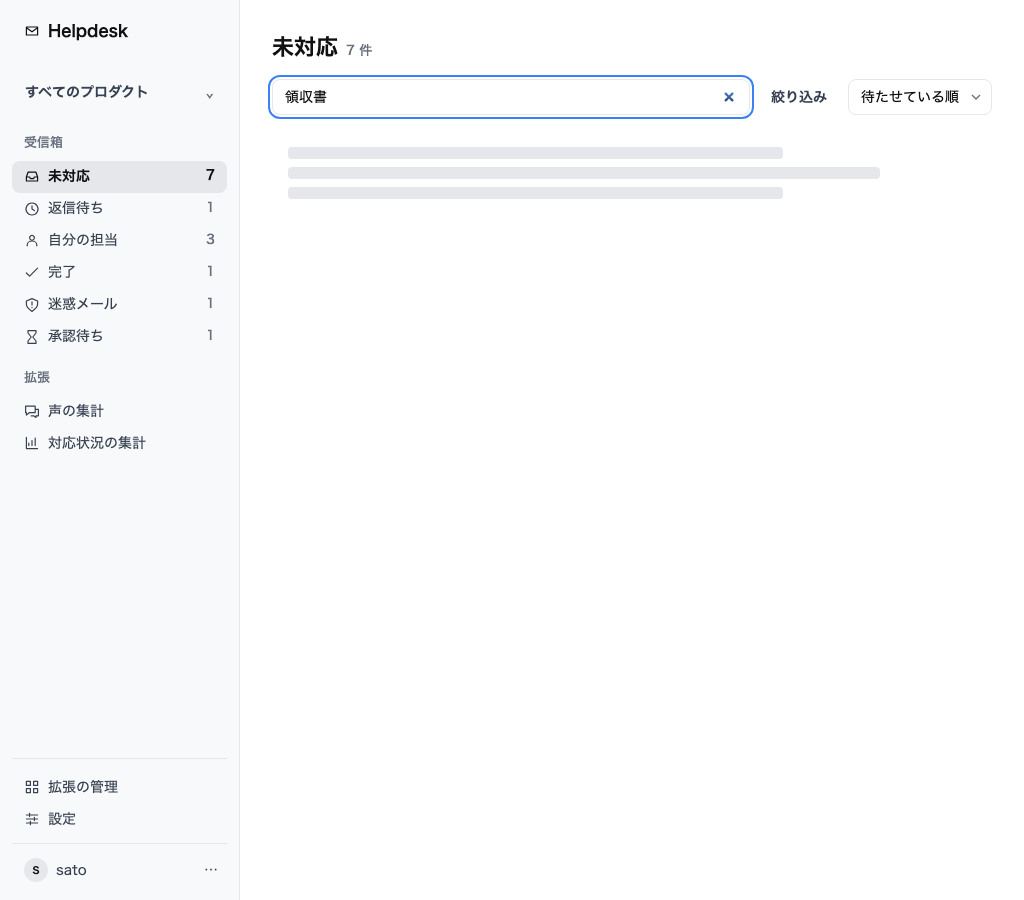 Helpdesk
すべてのプロダクト
受信箱
未対応 7
返信待ち 1
自分の担当 3
完了 1
迷惑メール 1
承認待ち 1
拡張
声の集計
対応状況の集計
拡張の管理
設定
S sato
未対応 7 件
領収書
絞り込み
待たせている順